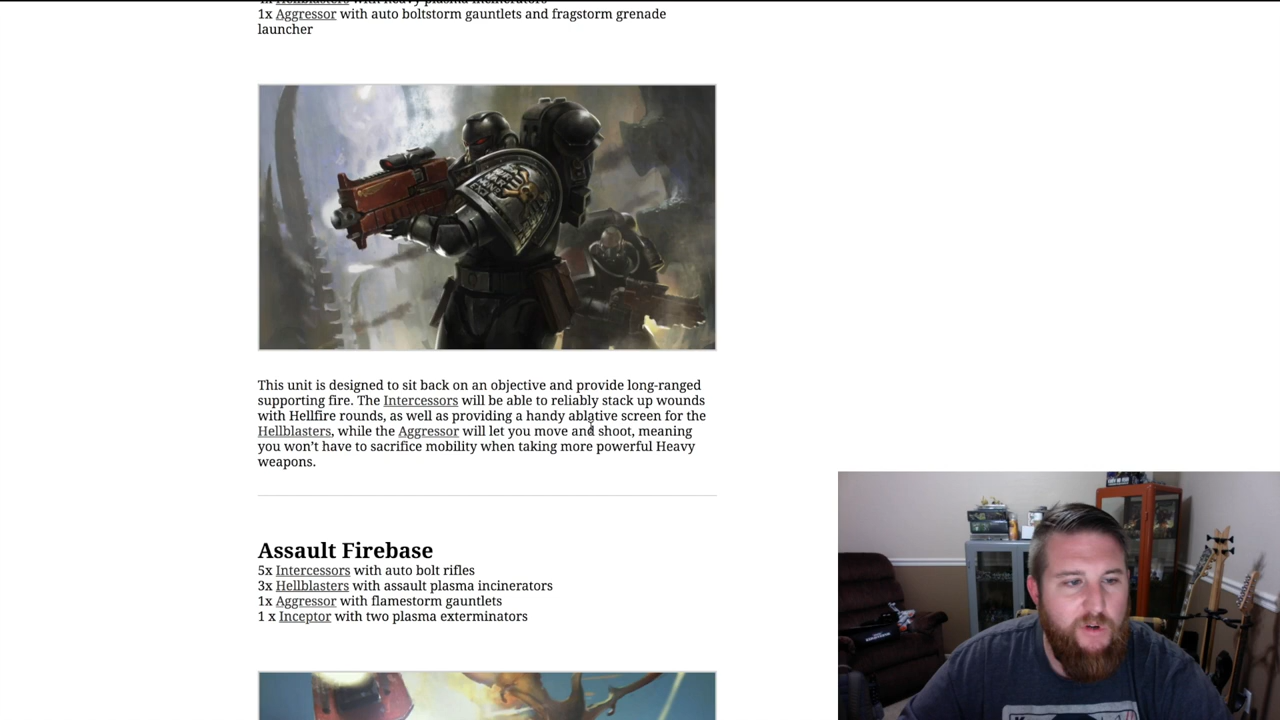 4x Hellblasters with heavy plasma incinerators
1x Aggressor with auto boltstorm gauntlets and fragstorm grenade
launcher
This unit is designed to sit back on an objective and provide long-ranged
supporting fire. The Intercessors will be able to reliably stack up wounds
with Hellfire rounds, as well as providing a handy ablative screen for the
Hellblasters, while the Aggressor will let you move and shoot, meaning
you won’t have to sacrifice mobility when taking more powerful Heavy
weapons.
Assault Firebase
5x Intercessors with auto bolt rifles
3x Hellblasters with assault plasma incinerators
1x Aggressor with flamestorm gauntlets
1 x Inceptor with two plasma exterminators